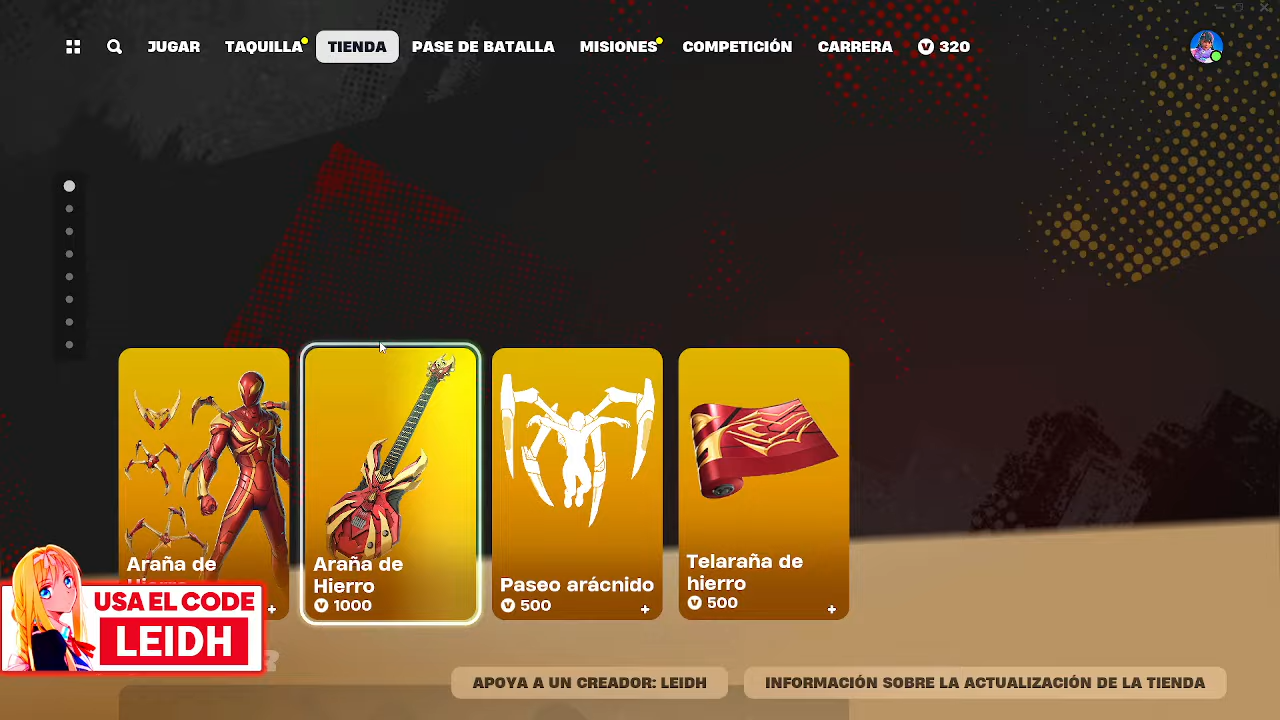 JUGAR TAQUILLA TIENDA PASE DE BATALLA MISIONES COMPETICIÓN CARRERA 320
Araña de
Hierro
Araña de
Hierro
1000
Paseo arácnido
500
Telaraña de
hierro
500
USA EL CODE
LEIDH
APOYA A UN CREADOR: LEIDH
INFORMACIÓN SOBRE LA ACTUALIZACIÓN DE LA TIENDA